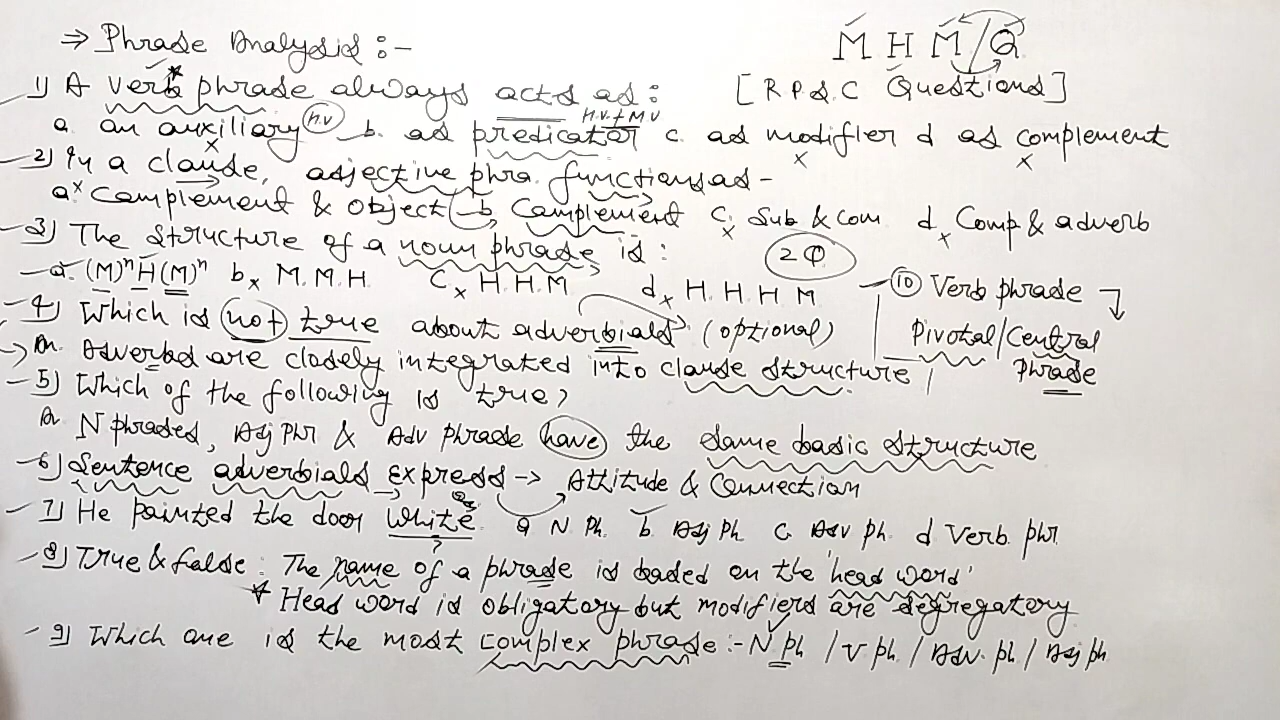 ⇒ Phrase Analysis :-
M H M/Q
[R.P.S.C Questions]
1) A verb phrase always acts as:
H.V + M V
a. an auxiliary (h.v) b. as predicator c. as modifier d as complement
2) In a clause, adjective phra. functions as -
a. Complement & Object b. Complement c. Sub & com d. Comp & adverb
3) The structure of a noun phrase is: 2Q
a. (M)ⁿ H (M)ⁿ b. M. M. H c. H. H. M d. H H H M
10 Verb phrase
Pivotal/Central
Phrase
4) Which is not true about adverbials (optional)
An Adverbs are closely integrated into clause structure
5) Which of the following is true?
An N phrases, Adj Phr & Adv phrase have the same basic structure
6) Sentence adverbials express → Attitude & Connection
7) He painted the door white. a N Ph. b Adj Ph c. Adv ph. d Verb phr
8) True & false: The name of a phrase is based on the 'head word'
* Head word is obligatory but modifiers are segregatory
9) Which one is the most complex phrase:- N ph / V ph. / Adv. ph / Adj ph